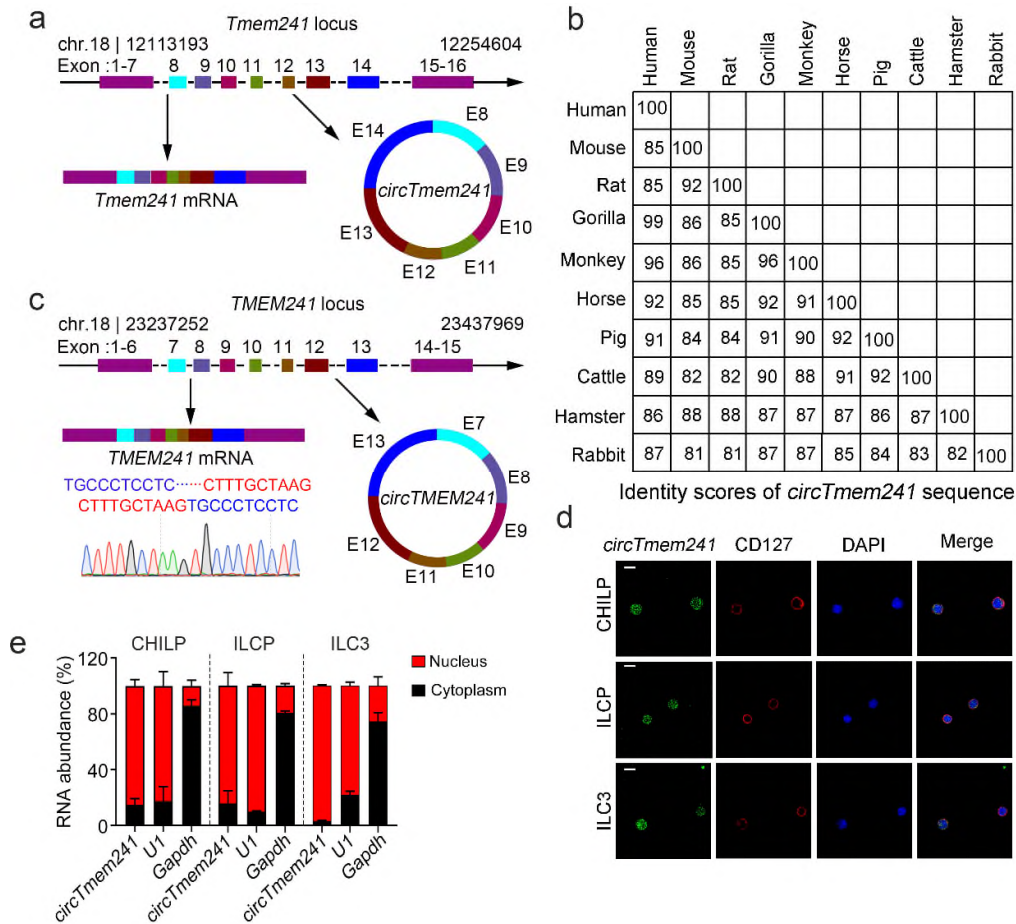 a
Tmem241 locus
chr.18 | 12113193
12254604
Exon :1-7 8 9 10 11 12 13 14 15-16
Tmem241 mRNA
circTmem241
E8
E9
E10
E11
E12
E13
E14
b
Human Mouse Rat Gorilla Monkey Horse Pig Cattle Hamster Rabbit
Human 100
Mouse 85 100
Rat 85 92 100
Gorilla 99 86 85 100
Monkey 96 86 85 96 100
Horse 92 85 85 92 91 100
Pig 91 84 84 91 90 92 100
Cattle 89 82 82 90 88 91 92 100
Hamster 86 88 88 87 87 87 86 87 100
Rabbit 87 81 81 87 87 85 84 83 82 100
Identity scores of circTmem241 sequence
c
TMEM241 locus
chr.18 | 23237252
23437969
Exon :1-6 7 8 9 10 11 12 13 14-15
TMEM241 mRNA
TGCCCTCCTC······CTTTGCTAAG
CTTTGCTAAGTGCCCTCCTC
circTMEM241
E7
E8
E9
E10
E11
E12
E13
d
circTmem241 CD127 DAPI Merge
CHILP
ILCP
ILC3
e
CHILP ILCP ILC3
Nucleus
Cytoplasm
RNA abundance (%)
120
80
40
0
circTmem241 U1 Gapdh circTmem241 U1 Gapdh circTmem241 U1 Gapdh